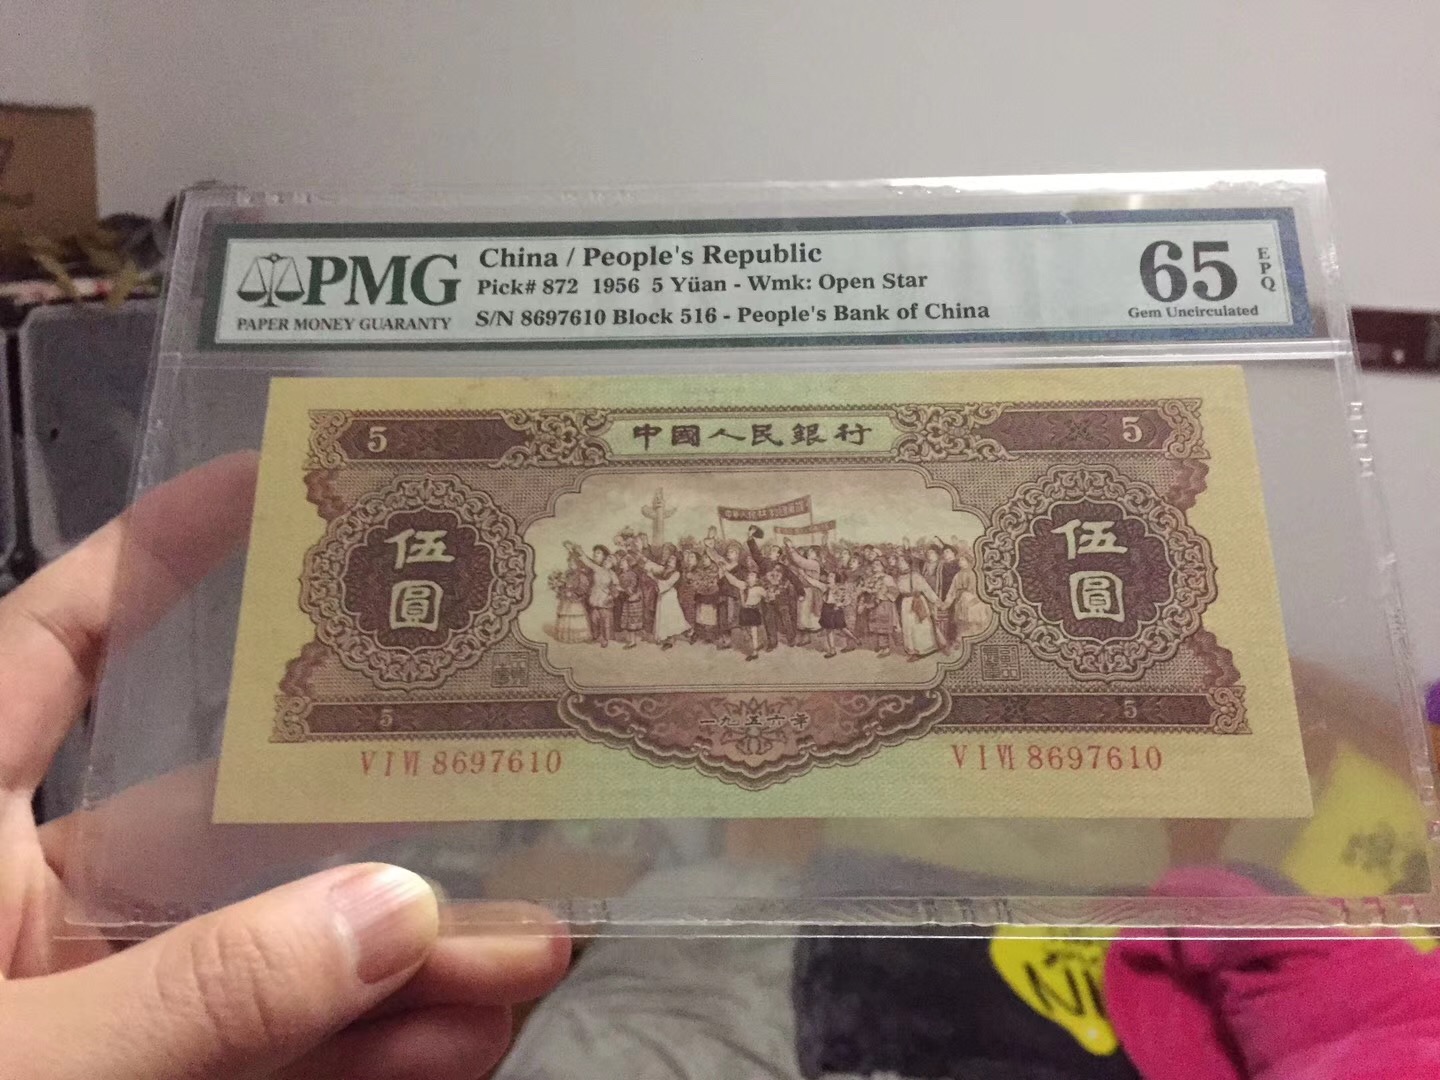 PMG
PAPER MONEY GUARANTY
China / People's Republic
Pick# 872 1956 5 Yüan - Wmk: Open Star
S/N 8697610 Block 516 - People's Bank of China
65
EPQ
Gem Uncirculated
5
中國人民銀行
5
伍圓
伍圓
5
一九五六年
5
V I VI 8697610
V I VI 8697610